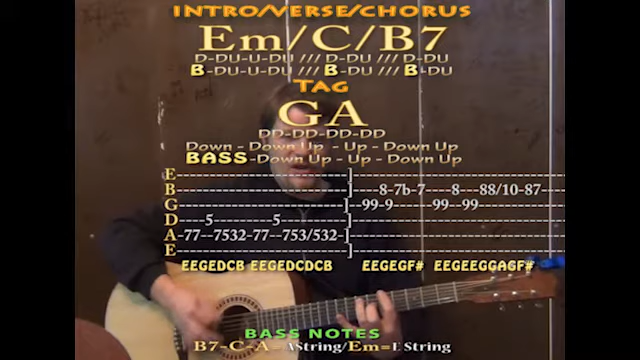 INTRO/VERSE/CHORUS
Em/C/B7
D-DU-U-DU /// D-DU /// D-DU
B-DU-U-DU /// B-DU /// B-DU
TAG
GA
DD-DD-DD-DD
Down - Down Up - Up - Down Up
BASS-Down Up - Up - Down Up
E-----------------------------]-----------------------------------
B-----------------------------]-----8-7b-7-----8---88/10-87-----
G-----------------------------]--99-9-------99--99--------------
D-----5-----------5-----------]-----------------------------------
A-77--7532-77--753/532-]-----------------------------------
E-----------------------------]-----------------------------------
EEGEDCB EEGEDCDCB EEGEGF# EEGEEGGAGF#
BASS NOTES
B7-C-A= AString/Em=E String